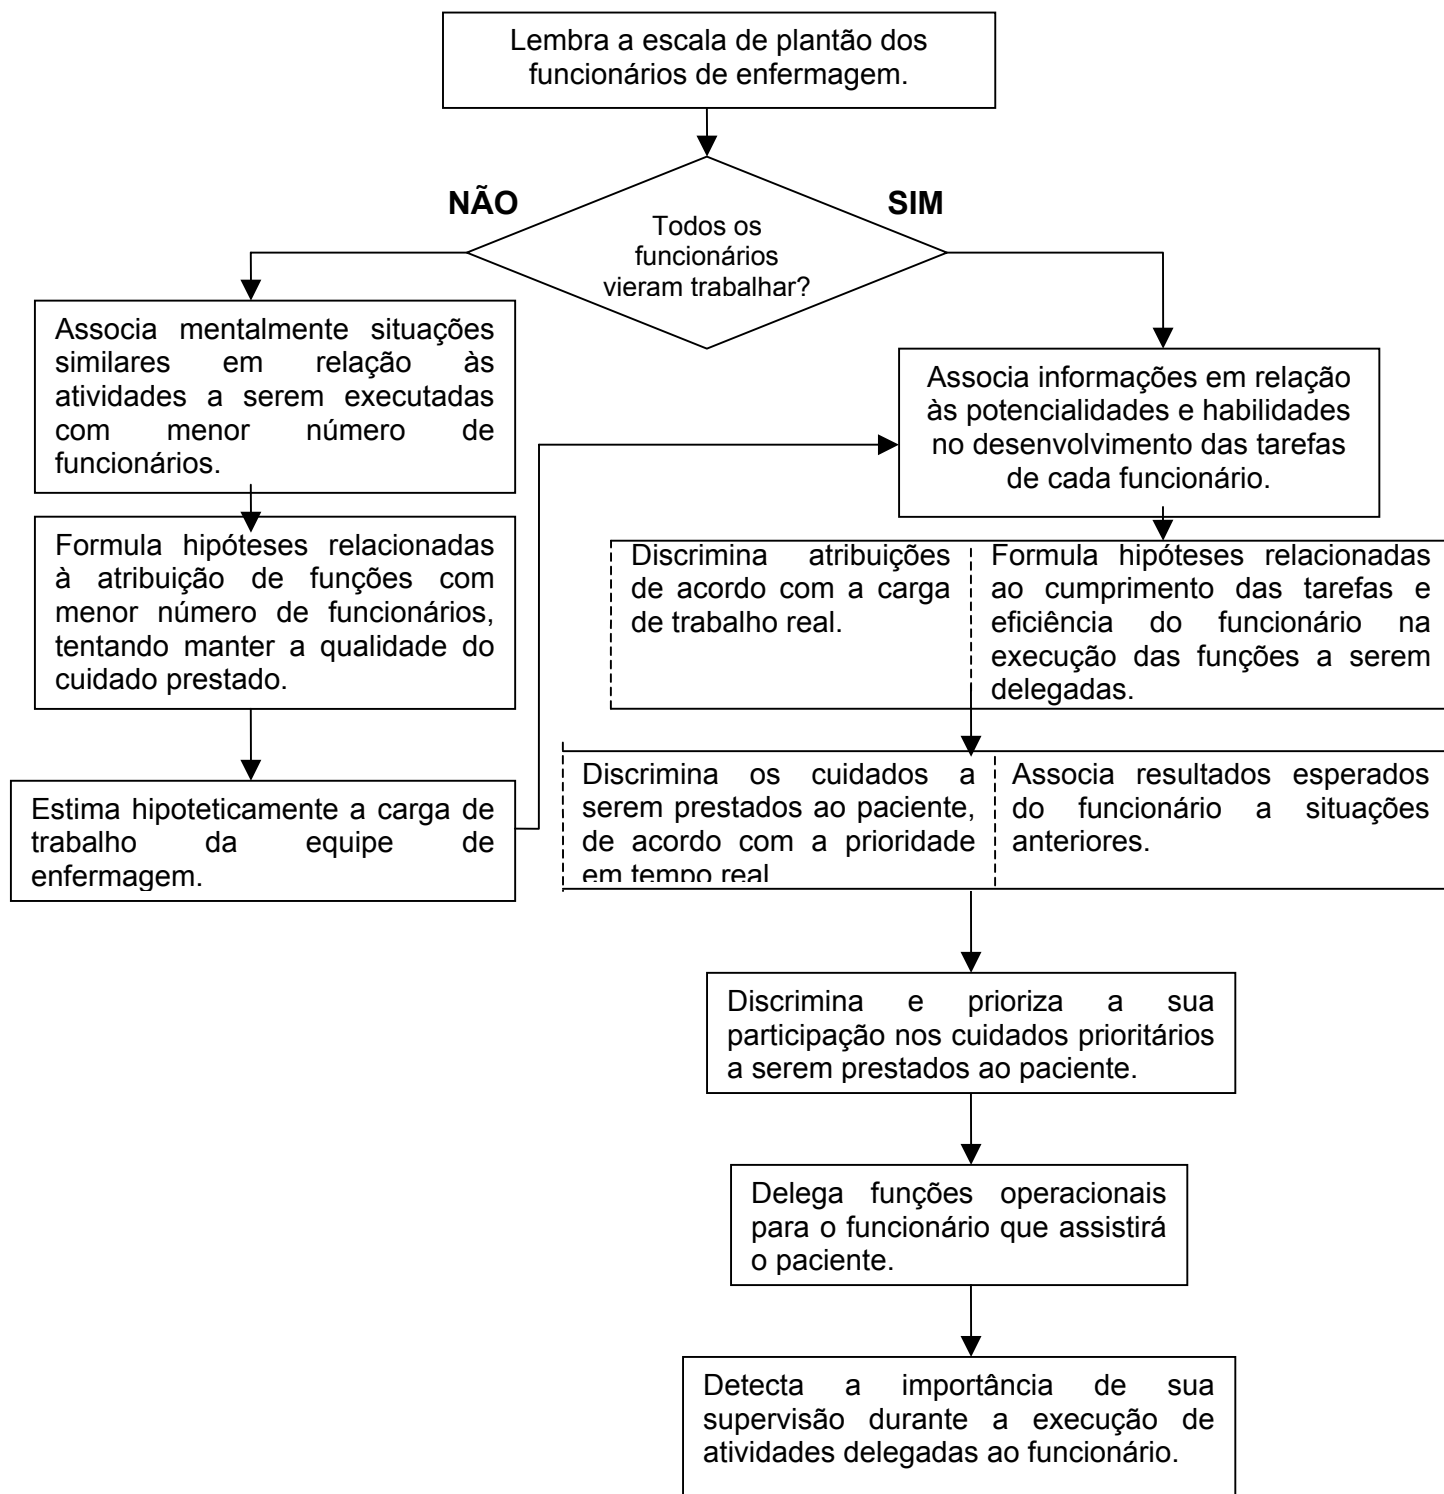 Lembra a escala de plantão dos
funcionários de enfermagem.
NÃO
SIM
Todos os
funcionários
vieram trabalhar?
Associa mentalmente situações
similares em relação às
atividades a serem executadas
com menor número de
funcionários.
Associa informações em relação
às potencialidades e habilidades
no desenvolvimento das tarefas
de cada funcionário.
Formula hipóteses relacionadas
à atribuição de funções com
menor número de funcionários,
tentando manter a qualidade do
cuidado prestado.
Discrimina atribuições
de acordo com a carga
de trabalho real.
Formula hipóteses relacionadas
ao cumprimento das tarefas e
eficiência do funcionário na
execução das funções a serem
delegadas.
Estima hipoteticamente a carga de
trabalho da equipe de
enfermagem.
Discrimina os cuidados a
serem prestados ao paciente,
de acordo com a prioridade
em tempo real
Associa resultados esperados
do funcionário a situações
anteriores.
Discrimina e prioriza a sua
participação nos cuidados prioritários
a serem prestados ao paciente.
Delega funções operacionais
para o funcionário que assistirá
o paciente.
Detecta a importância de sua
supervisão durante a execução de
atividades delegadas ao funcionário.